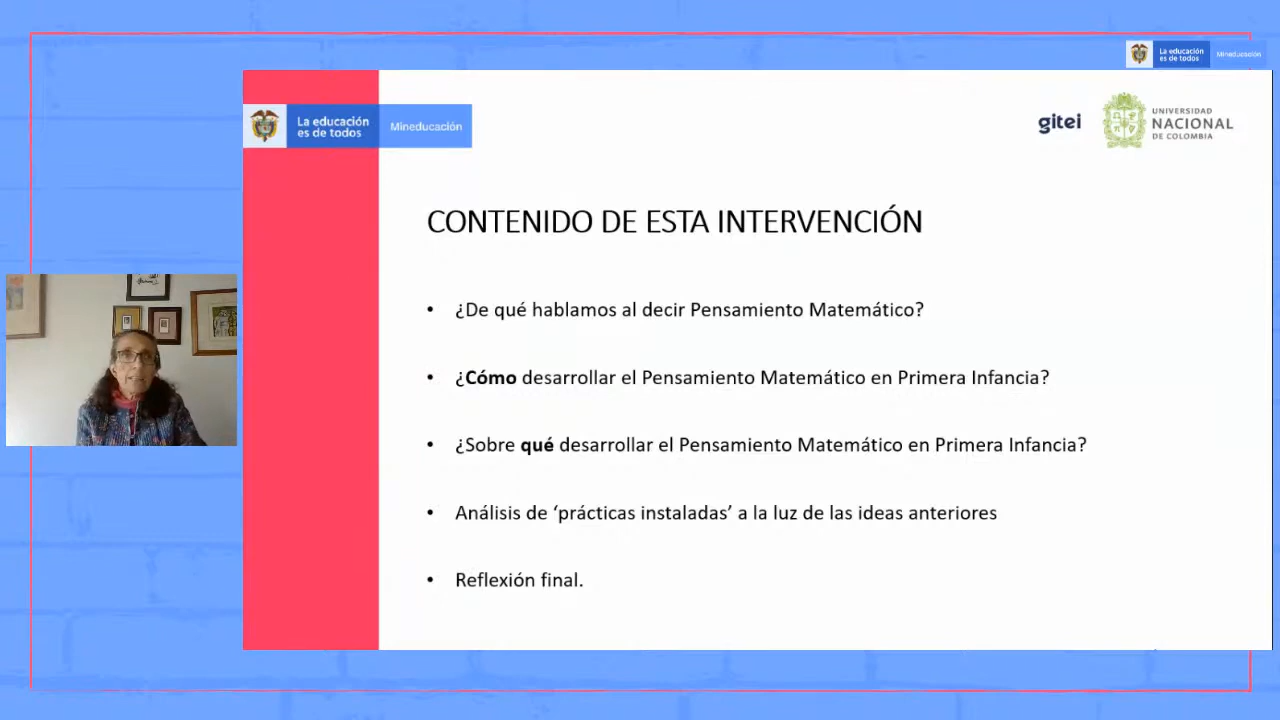 La educación
es de todos
Mineducación
La educación
es de todos
Mineducación
gitei
UNIVERSIDAD
NACIONAL
DE COLOMBIA
CONTENIDO DE ESTA INTERVENCIÓN
• ¿De qué hablamos al decir Pensamiento Matemático?
• ¿Cómo desarrollar el Pensamiento Matemático en Primera Infancia?
• ¿Sobre qué desarrollar el Pensamiento Matemático en Primera Infancia?
• Análisis de ‘prácticas instaladas’ a la luz de las ideas anteriores
• Reflexión final.